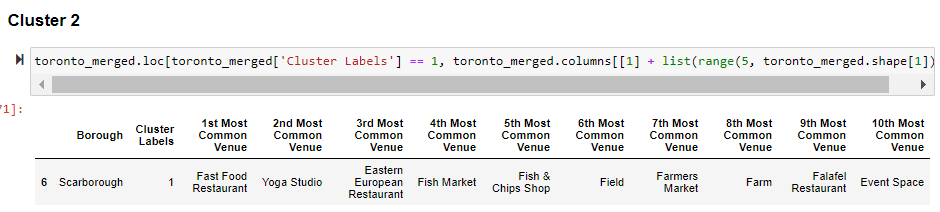 Cluster 2
toronto_merged.loc[toronto_merged['Cluster Labels'] == 1, toronto_merged.columns[[1] + list(range(5, toronto_merged.shape[1])
71]:
Borough Cluster Labels 1st Most Common Venue 2nd Most Common Venue 3rd Most Common Venue 4th Most Common Venue 5th Most Common Venue 6th Most Common Venue 7th Most Common Venue 8th Most Common Venue 9th Most Common Venue 10th Most Common Venue
6 Scarborough 1 Fast Food Restaurant Yoga Studio Eastern European Restaurant Fish Market Fish & Chips Shop Field Farmers Market Farm Falafel Restaurant Event Space